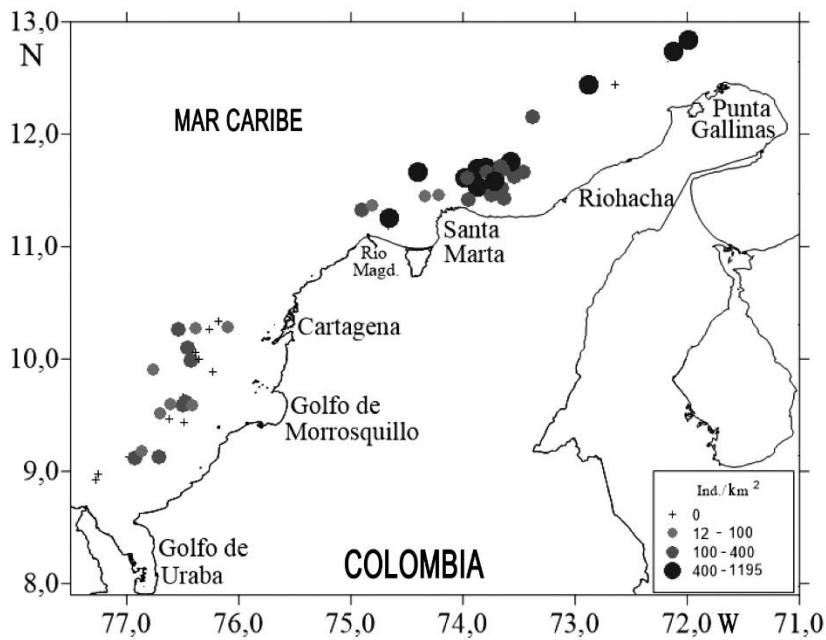 13,0
N
12,0
11,0
10,0
9,0
8,0
MAR CARIBE
Punta
Gallinas
Riohacha
Santa
Marta
Rio
Magd.
Cartagena
Golfo de
Morrosquillo
Golfo de
Uraba
COLOMBIA
Ind./km²
0
12 - 100
100 - 400
400 - 1195
77,0
76,0
75,0
74,0
73,0
72,0 W
71,0